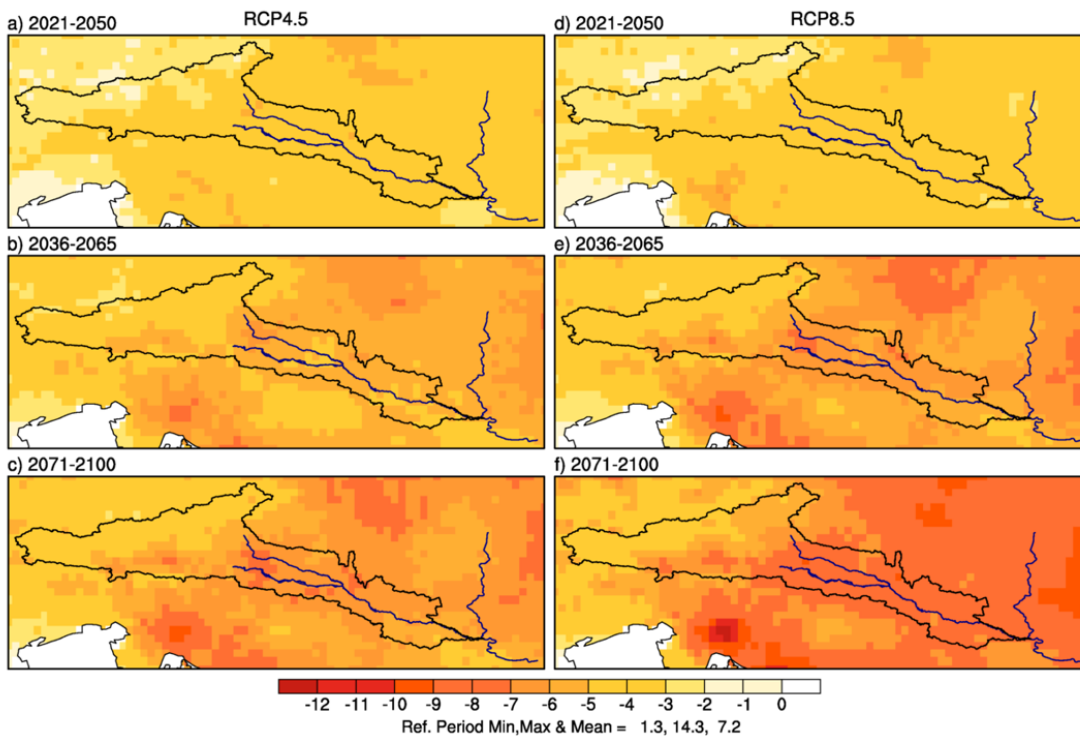 RCP4.5
RCP8.5
a) 2021-2050
d) 2021-2050
b) 2036-2065
e) 2036-2065
c) 2071-2100
f) 2071-2100
-12 -11 -10 -9 -8 -7 -6 -5 -4 -3 -2 -1 0
Ref. Period Min,Max & Mean = 1.3, 14.3, 7.2